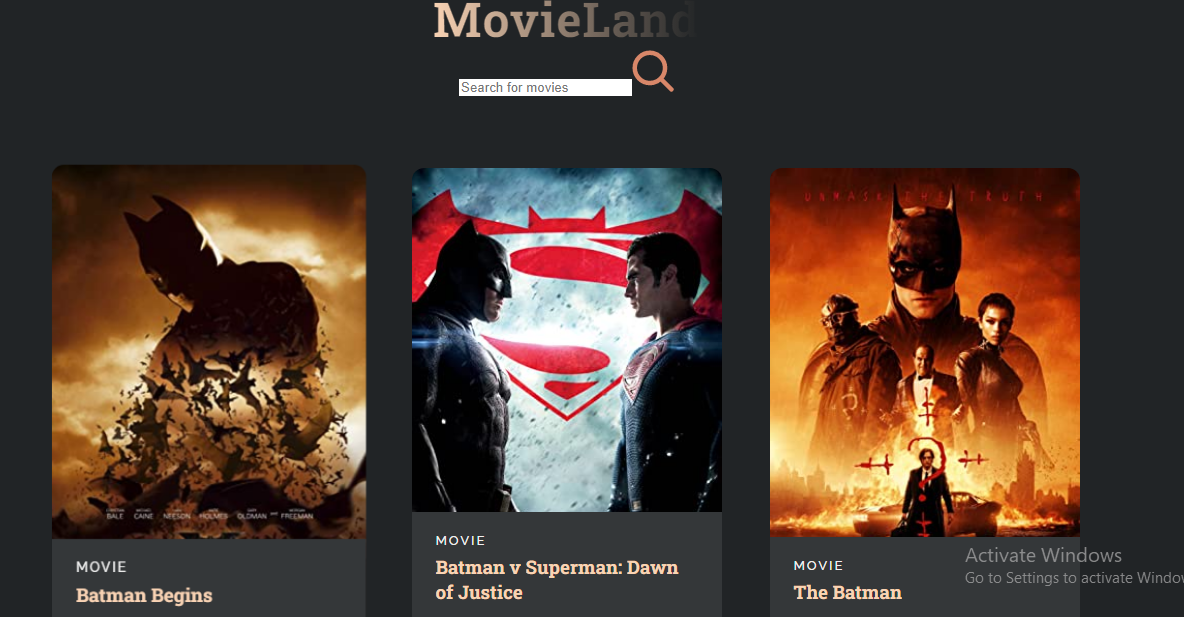 MovieLand
Search for movies
UNMASK THE TRUTH
BALE CAINE NEESON HOLMES OLDMAN AND FREEMAN
MOVIE
Batman Begins
MOVIE
Batman v Superman: Dawn
of Justice
MOVIE
The Batman
Activate Windows
Go to Settings to activate Window